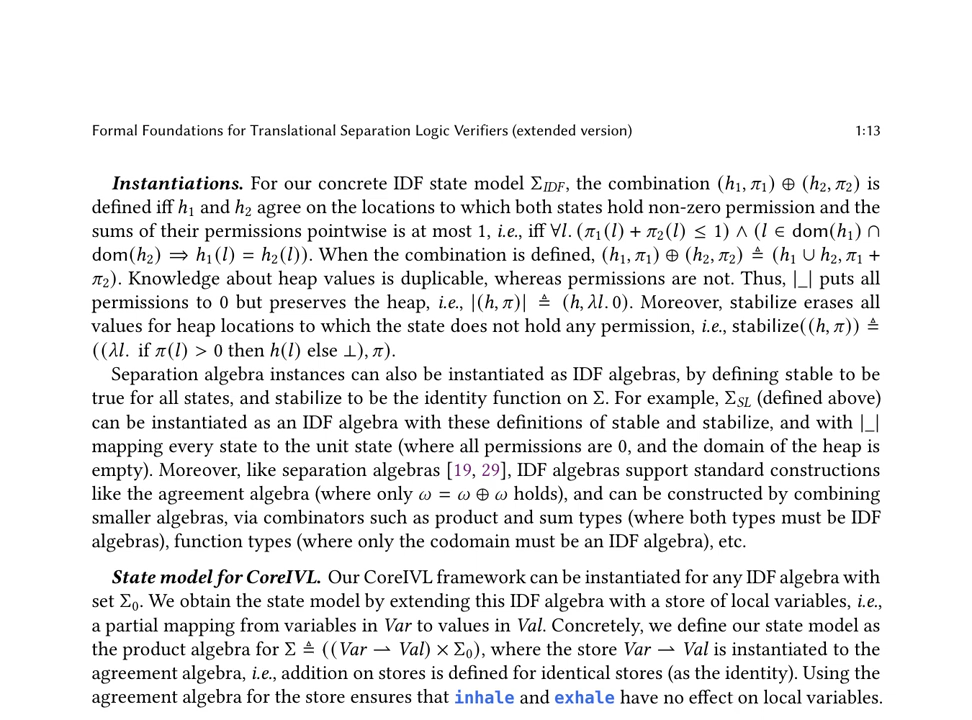 Formal Foundations for Translational Separation Logic Verifiers (extended version) 1:13
Instantiations. For our concrete IDF state model Σ_IDF, the combination (h₁, π₁) ⊕ (h₂, π₂) is
defined iff h₁ and h₂ agree on the locations to which both states hold non-zero permission and the
sums of their permissions pointwise is at most 1, i.e., iff ∀l. (π₁(l) + π₂(l) ≤ 1) ∧ (l ∈ dom(h₁) ∩
dom(h₂) ⇒ h₁(l) = h₂(l)). When the combination is defined, (h₁, π₁) ⊕ (h₂, π₂) ≜ (h₁ ∪ h₂, π₁ +
π₂). Knowledge about heap values is duplicable, whereas permissions are not. Thus, |_| puts all
permissions to 0 but preserves the heap, i.e., |(h, π)| ≜ (h, λl. 0). Moreover, stabilize erases all
values for heap locations to which the state does not hold any permission, i.e., stabilize((h, π)) ≜
((λl. if π(l) > 0 then h(l) else ⊥), π).
Separation algebra instances can also be instantiated as IDF algebras, by defining stable to be
true for all states, and stabilize to be the identity function on Σ. For example, Σ_SL (defined above)
can be instantiated as an IDF algebra with these definitions of stable and stabilize, and with |_|
mapping every state to the unit state (where all permissions are 0, and the domain of the heap is
empty). Moreover, like separation algebras [19, 29], IDF algebras support standard constructions
like the agreement algebra (where only ω = ω ⊕ ω holds), and can be constructed by combining
smaller algebras, via combinators such as product and sum types (where both types must be IDF
algebras), function types (where only the codomain must be an IDF algebra), etc.
State model for CoreIVL. Our CoreIVL framework can be instantiated for any IDF algebra with
set Σ₀. We obtain the state model by extending this IDF algebra with a store of local variables, i.e.,
a partial mapping from variables in Var to values in Val. Concretely, we define our state model as
the product algebra for Σ ≜ ((Var ⇀ Val) × Σ₀), where the store Var ⇀ Val is instantiated to the
agreement algebra, i.e., addition on stores is defined for identical stores (as the identity). Using the
agreement algebra for the store ensures that inhale and exhale have no effect on local variables.